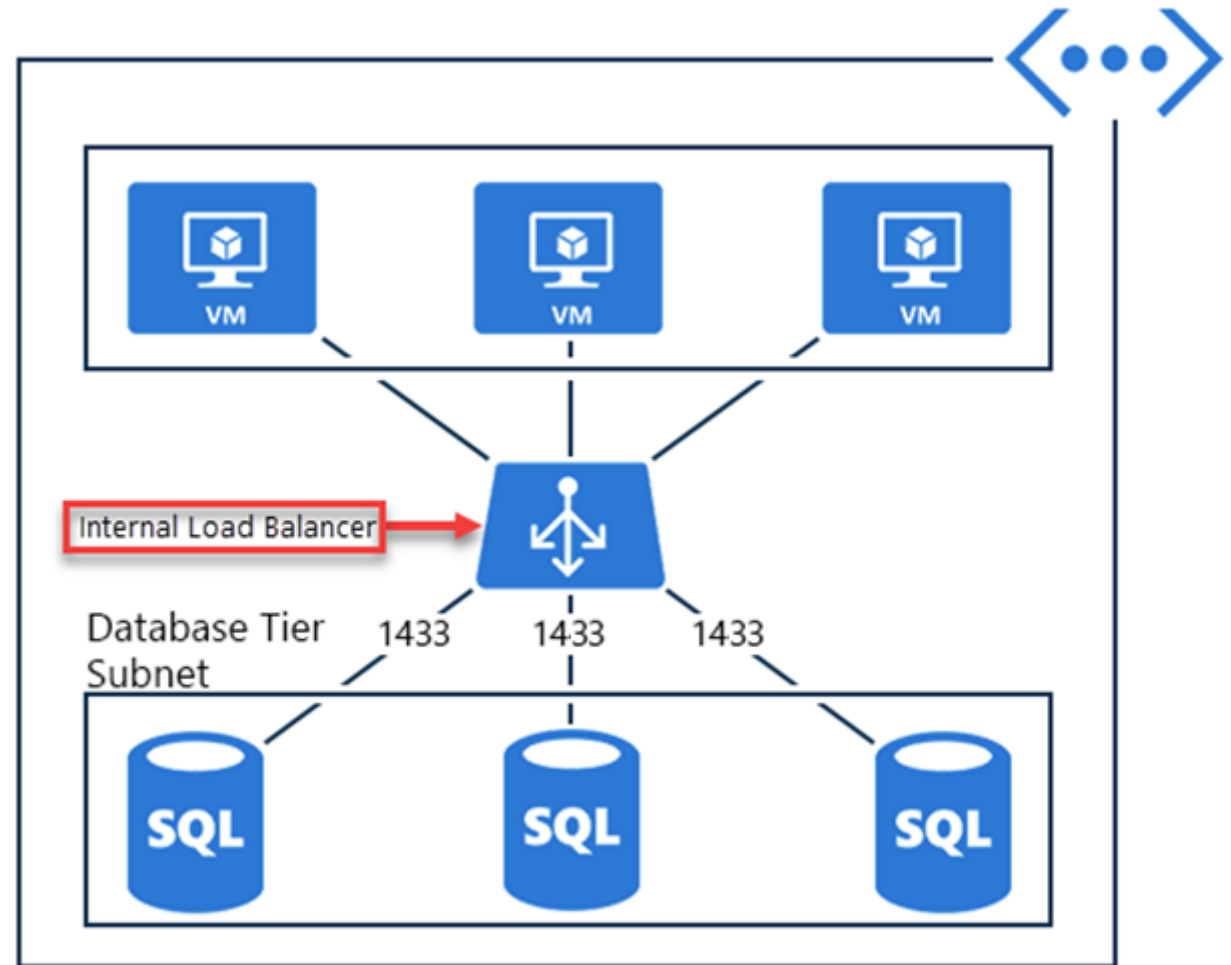 VM
VM
VM
Internal Load Balancer
Database Tier
Subnet
1433
1433
1433
SQL
SQL
SQL